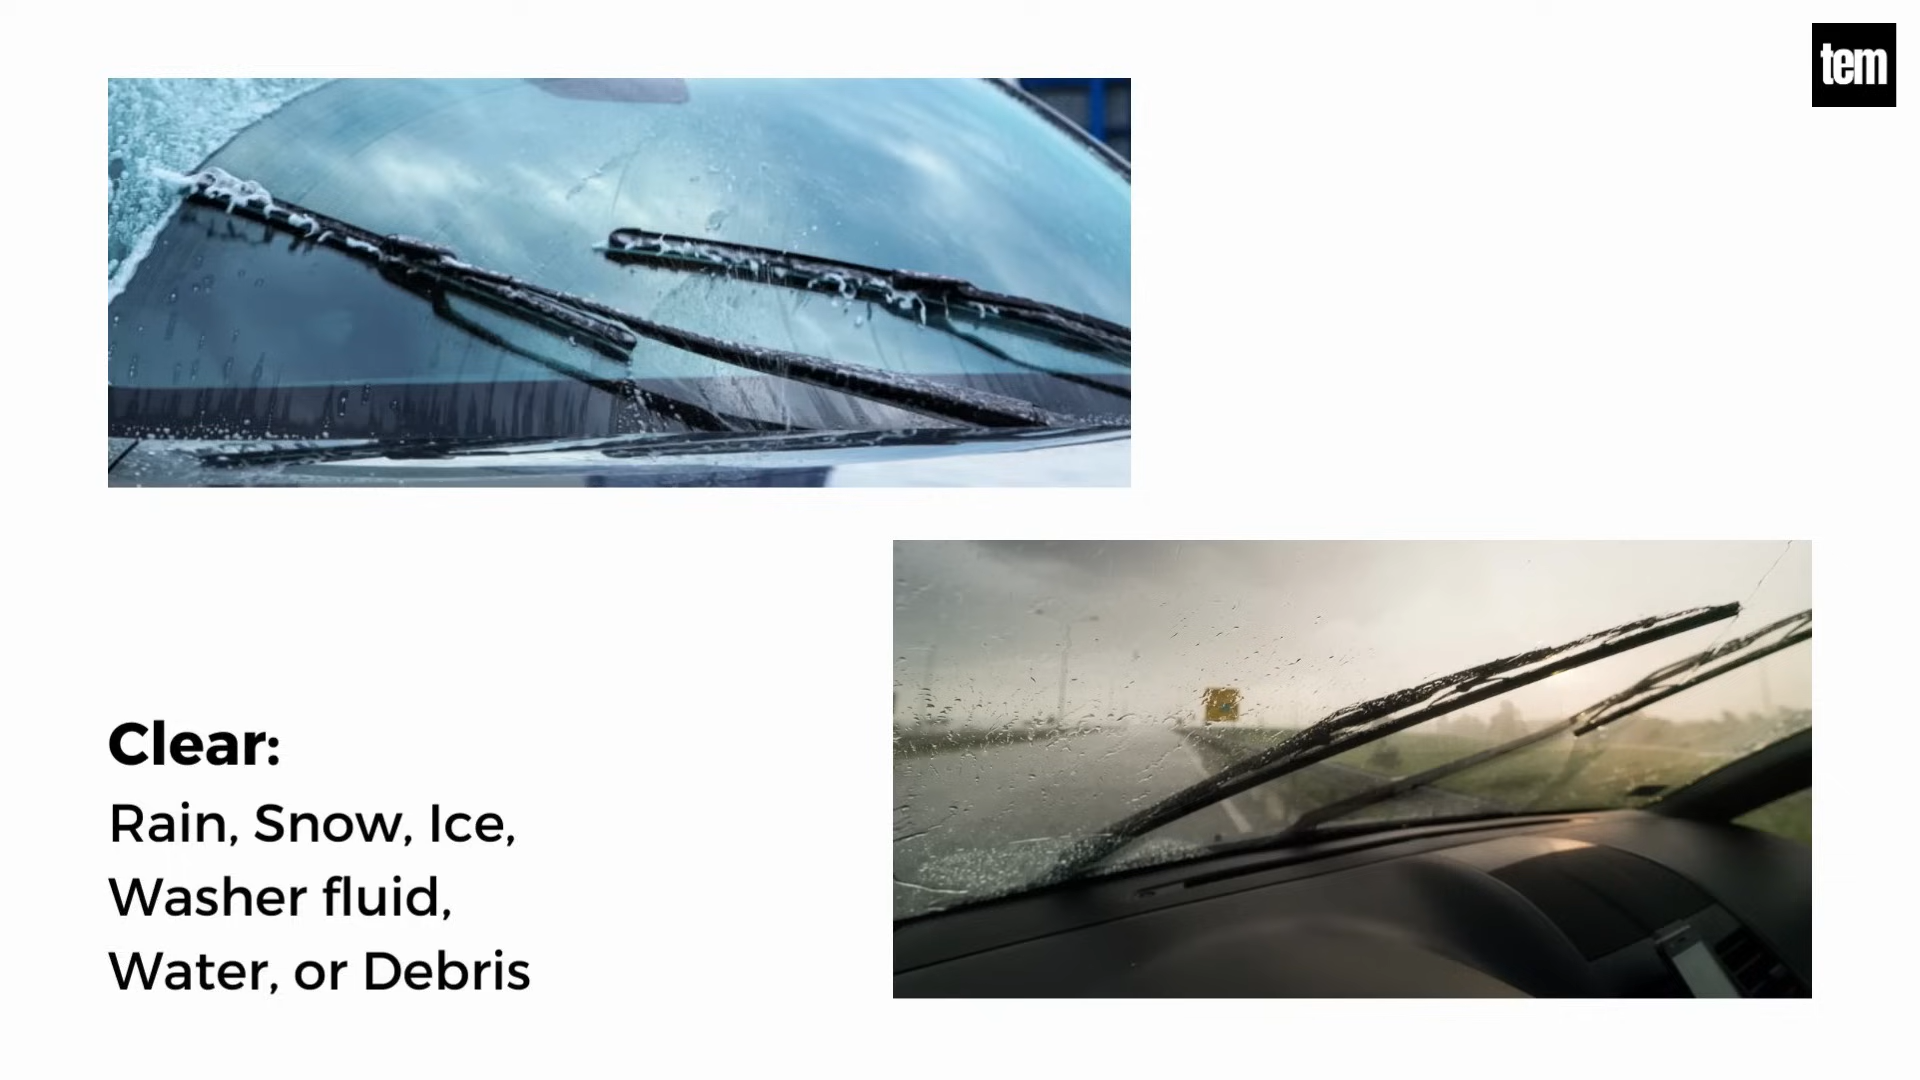 tem
Clear:
Rain, Snow, Ice,
Washer fluid,
Water, or Debris